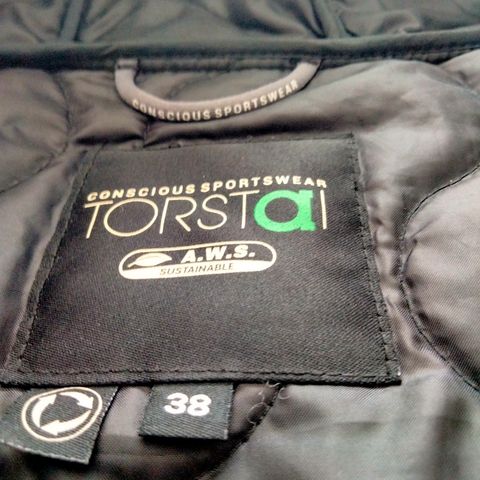 CONSCIOUS SPORTSWEAR
CONSCIOUS SPORTSWEAR
TORSTaI
A.W.S.
SUSTAINABLE
38